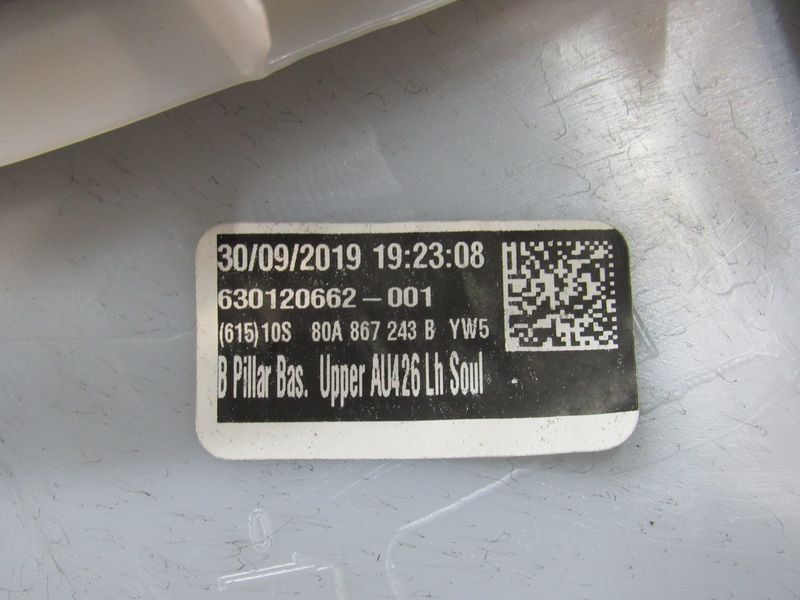 30/09/2019 19:23:08
630120662-001
(615)10S 80A 867 243 B YW5
B Pillar Bas. Upper AU426 Lh Soul